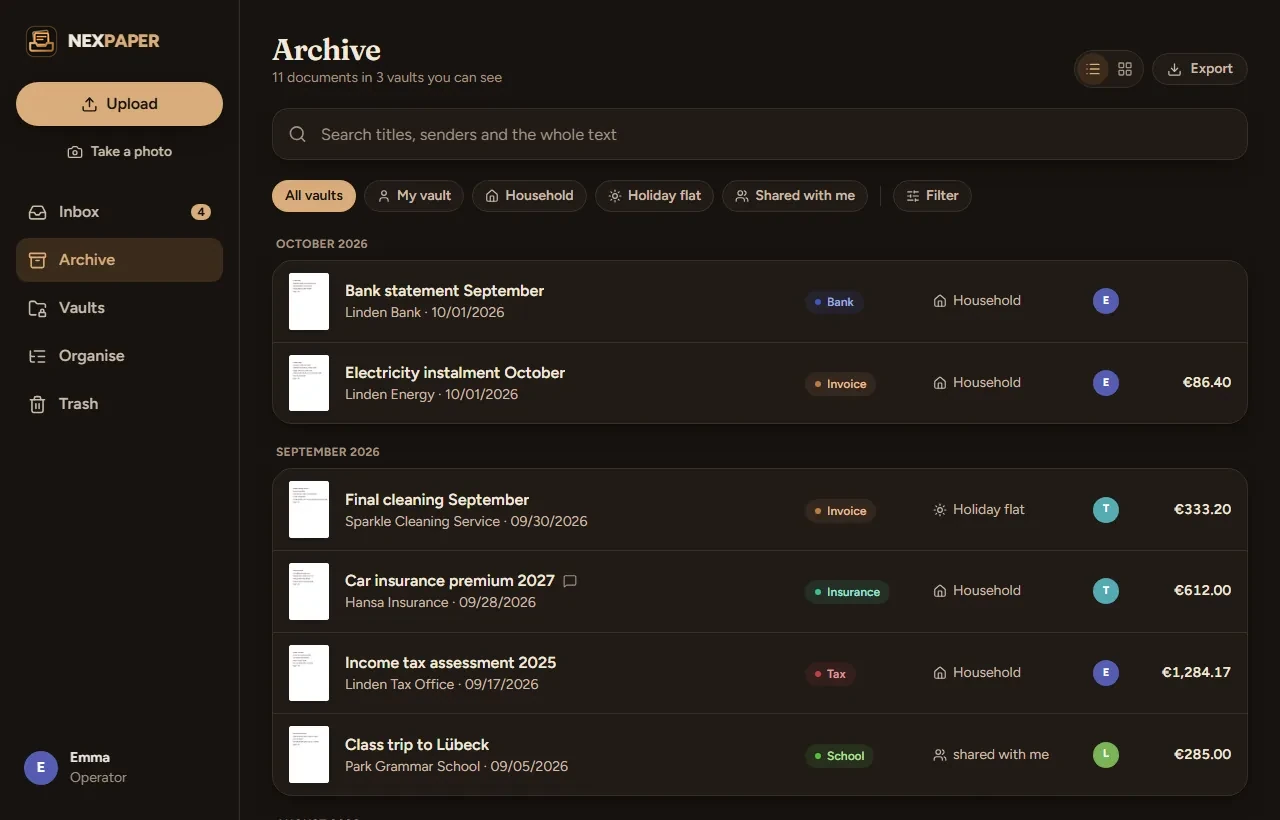 NEXPAPER
Upload
Take a photo
Inbox 4
Archive
Vaults
Organise
Trash
E
Emma
Operator
Archive
11 documents in 3 vaults you can see
Export
Search titles, senders and the whole text
All vaults My vault Household Holiday flat Shared with me Filter
OCTOBER 2026
Bank statement September
Linden Bank · 10/01/2026
Bank Household E
Electricity instalment October
Linden Energy · 10/01/2026
Invoice Household E €86.40
SEPTEMBER 2026
Final cleaning September
Sparkle Cleaning Service · 09/30/2026
Invoice Holiday flat T €333.20
Car insurance premium 2027
Hansa Insurance · 09/28/2026
Insurance Household T €612.00
Income tax assessment 2025
Linden Tax Office · 09/17/2026
Tax Household E €1,284.17
Class trip to Lübeck
Park Grammar School · 09/05/2026
School shared with me L €285.00